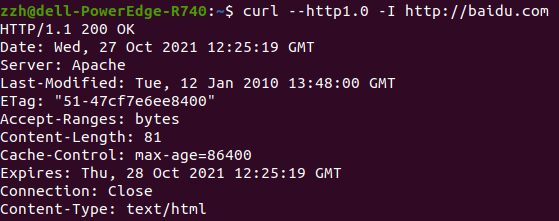 zzh@dell-PowerEdge-R740:~$ curl --http1.0 -I http://baidu.com
HTTP/1.1 200 OK
Date: Wed, 27 Oct 2021 12:25:19 GMT
Server: Apache
Last-Modified: Tue, 12 Jan 2010 13:48:00 GMT
ETag: "51-47cf7e6ee8400"
Accept-Ranges: bytes
Content-Length: 81
Cache-Control: max-age=86400
Expires: Thu, 28 Oct 2021 12:25:19 GMT
Connection: Close
Content-Type: text/html